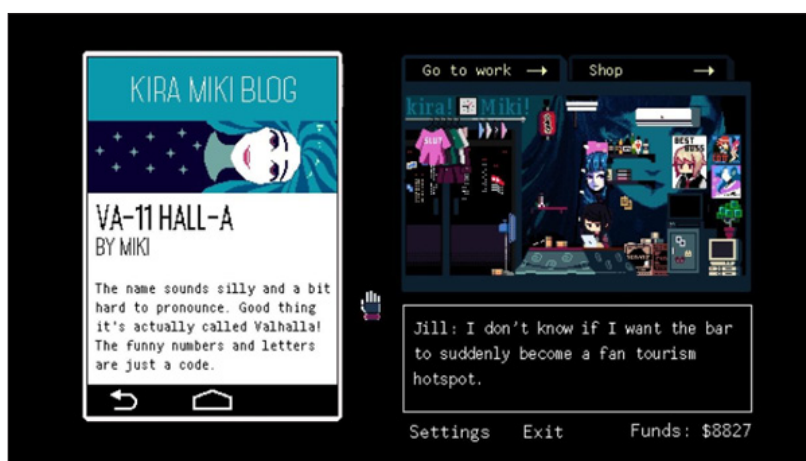 KIRA MIKI BLOG
VA-11 HALL-A
BY MIKI
The name sounds silly and a bit
hard to pronounce. Good thing
it's actually called Valhalla!
The funny numbers and letters
are just a code.
Go to work →
Shop →
kira! Miki!
SLUT
BEST
BOSS
Jill: I don't know if I want the bar
to suddenly become a fan tourism
hotspot.
Settings
Exit
Funds: $8827